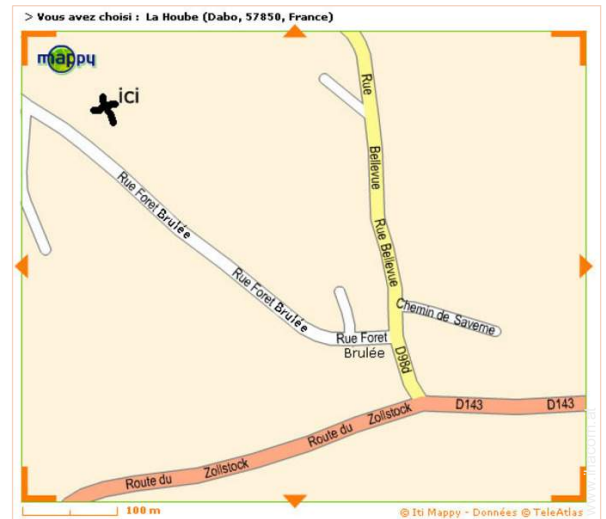 > Vous avez choisi : La Hoube (Dabo, 57850, France)
mappy
ici
Rue
Bellevue
Rue Foret Brulée
Rue Bellevue
Rue Foret Brulée
Chemin de Saverne
Rue Foret
Brulée
D98d
D143
D143
Route du Zollstock
Route du Zollstock
100 m
© Iti Mappy - Données © TeleAtlas